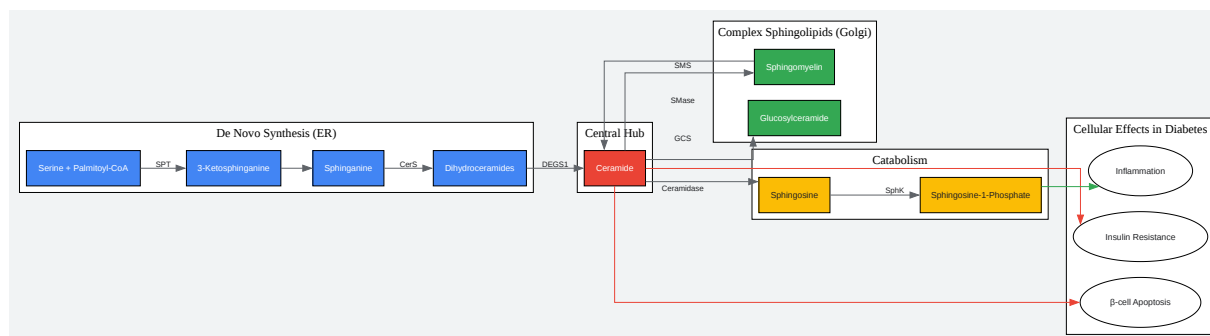 De Novo Synthesis (ER)
Serine + Palmitoyl-CoA
SPT
3-Ketosphinganine
Sphinganine
CerS
Dihydroceramides
DEGS1
Central Hub
Ceramide
Complex Sphingolipids (Golgi)
SMS
Sphingomyelin
SMase
Glucosylceramide
GCS
Ceramidase
Catabolism
Sphingosine
SphK
Sphingosine-1-Phosphate
Cellular Effects in Diabetes
Inflammation
Insulin Resistance
β-cell Apoptosis